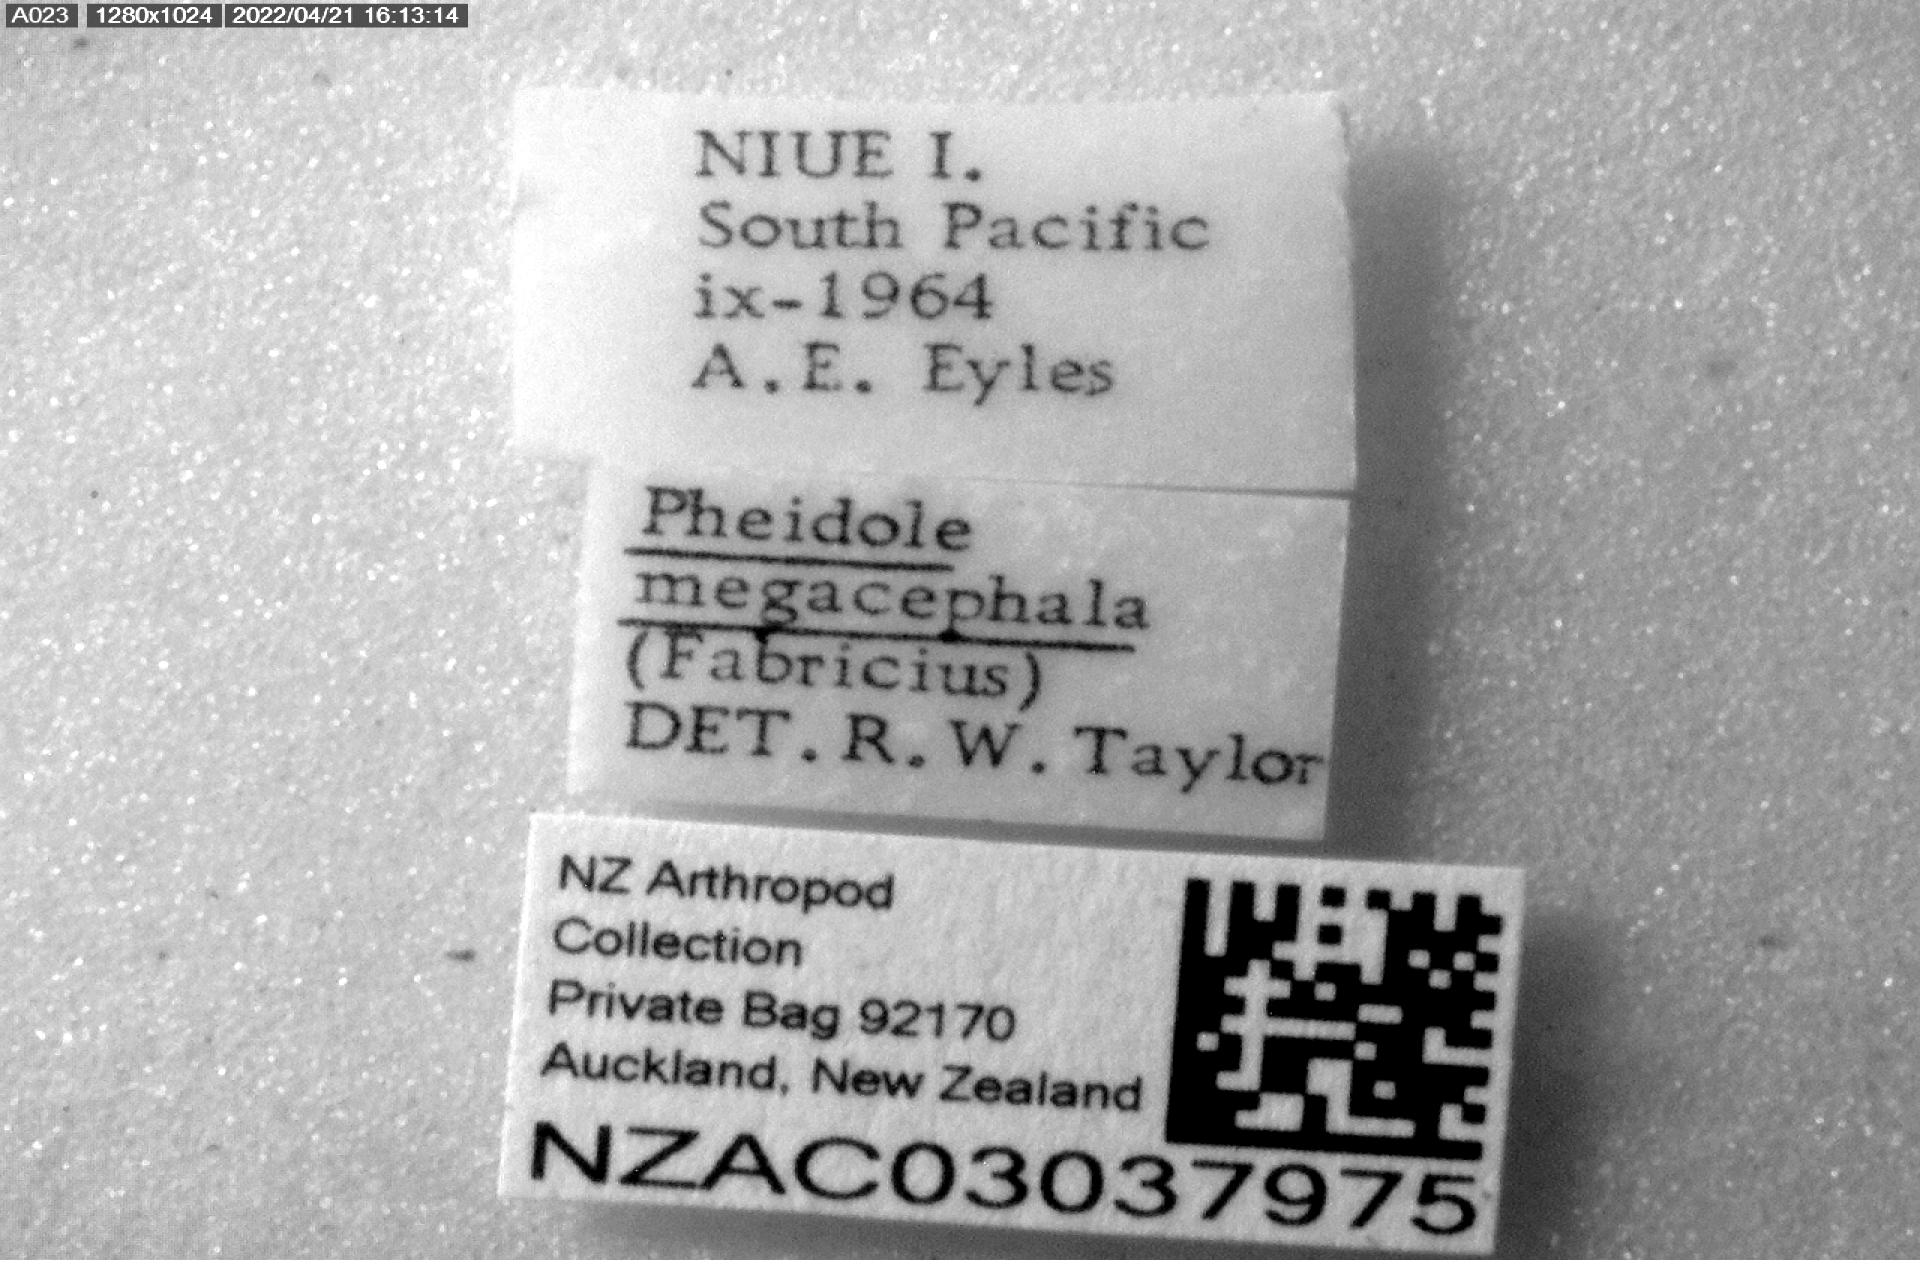 A023 1280x1024 2022/04/21 16:13:14
NIUE I.
South Pacific
ix-1964
A.E. Eyles
Pheidole
megacephala
(Fabricius)
DET.R.W.Taylor
NZ Arthropod
Collection
Private Bag 92170
Auckland, New Zealand
NZAC03037975